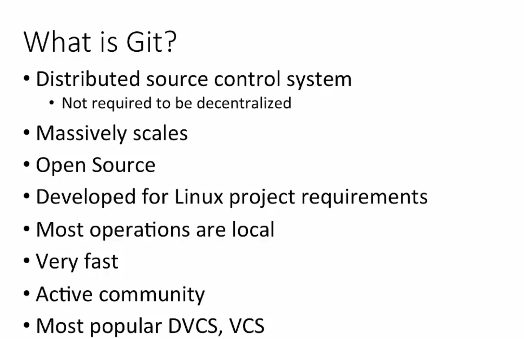 What is Git?
• Distributed source control system
• Not required to be decentralized
• Massively scales
• Open Source
• Developed for Linux project requirements
• Most operations are local
• Very fast
• Active community
• Most popular DVCS, VCS